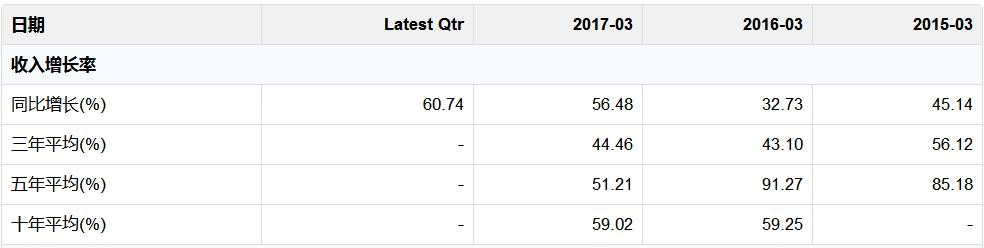 日期 Latest Qtr 2017-03 2016-03 2015-03
收入增长率
同比增长(%) 60.74 56.48 32.73 45.14
三年平均(%) - 44.46 43.10 56.12
五年平均(%) - 51.21 91.27 85.18
十年平均(%) - 59.02 59.25 -